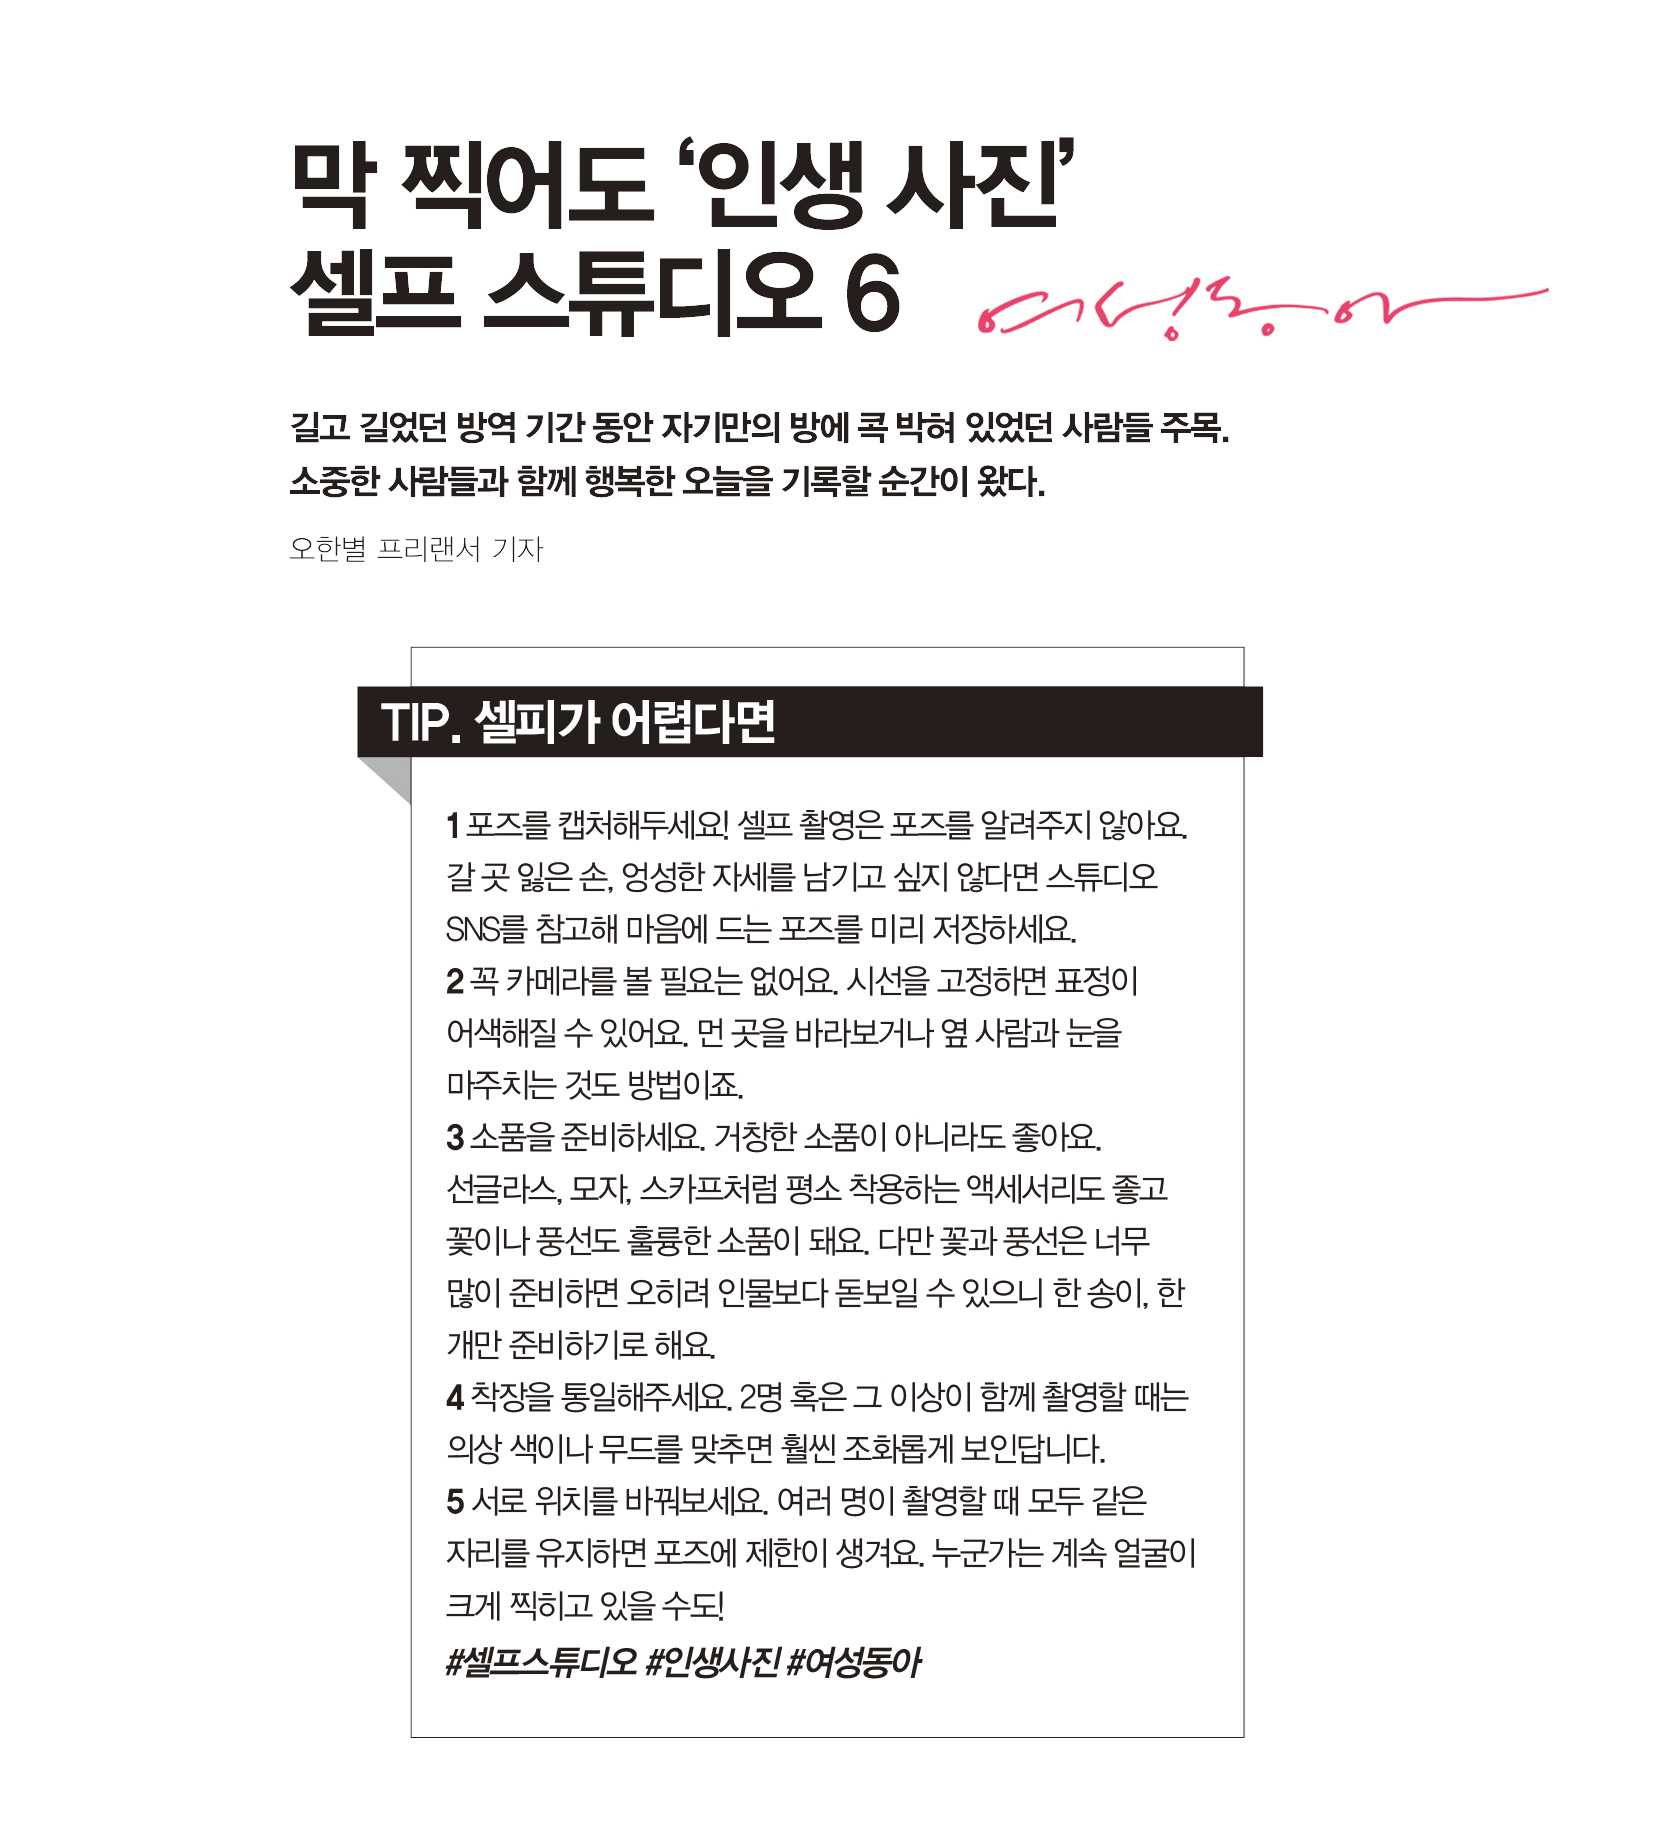 막 찍어도 ‘인생 사진’
셀프 스튜디오 6
여성동아
길고 길었던 방역 기간 동안 자기만의 방에 콕 박혀 있었던 사람들 주목.
소중한 사람들과 함께 행복한 오늘을 기록할 순간이 왔다.
오한별 프리랜서 기자
TIP. 셀피가 어렵다면
1 포즈를 캡처해두세요! 셀프 촬영은 포즈를 알려주지 않아요.
갈 곳 잃은 손, 엉성한 자세를 남기고 싶지 않다면 스튜디오
SNS를 참고해 마음에 드는 포즈를 미리 저장하세요.
2 꼭 카메라를 볼 필요는 없어요. 시선을 고정하면 표정이
어색해질 수 있어요. 먼 곳을 바라보거나 옆 사람과 눈을
마주치는 것도 방법이죠.
3 소품을 준비하세요. 거창한 소품이 아니라도 좋아요.
선글라스, 모자, 스카프처럼 평소 착용하는 액세서리도 좋고
꽃이나 풍선도 훌륭한 소품이 돼요. 다만 꽃과 풍선은 너무
많이 준비하면 오히려 인물보다 돋보일 수 있으니 한 송이, 한
개만 준비하기로 해요.
4 착장을 통일해주세요. 2명 혹은 그 이상이 함께 촬영할 때는
의상 색이나 무드를 맞추면 훨씬 조화롭게 보인답니다.
5 서로 위치를 바꿔보세요. 여러 명이 촬영할 때 모두 같은
자리를 유지하면 포즈에 제한이 생겨요. 누군가는 계속 얼굴이
크게 찍히고 있을 수도!
#셀프스튜디오 #인생사진 #여성동아